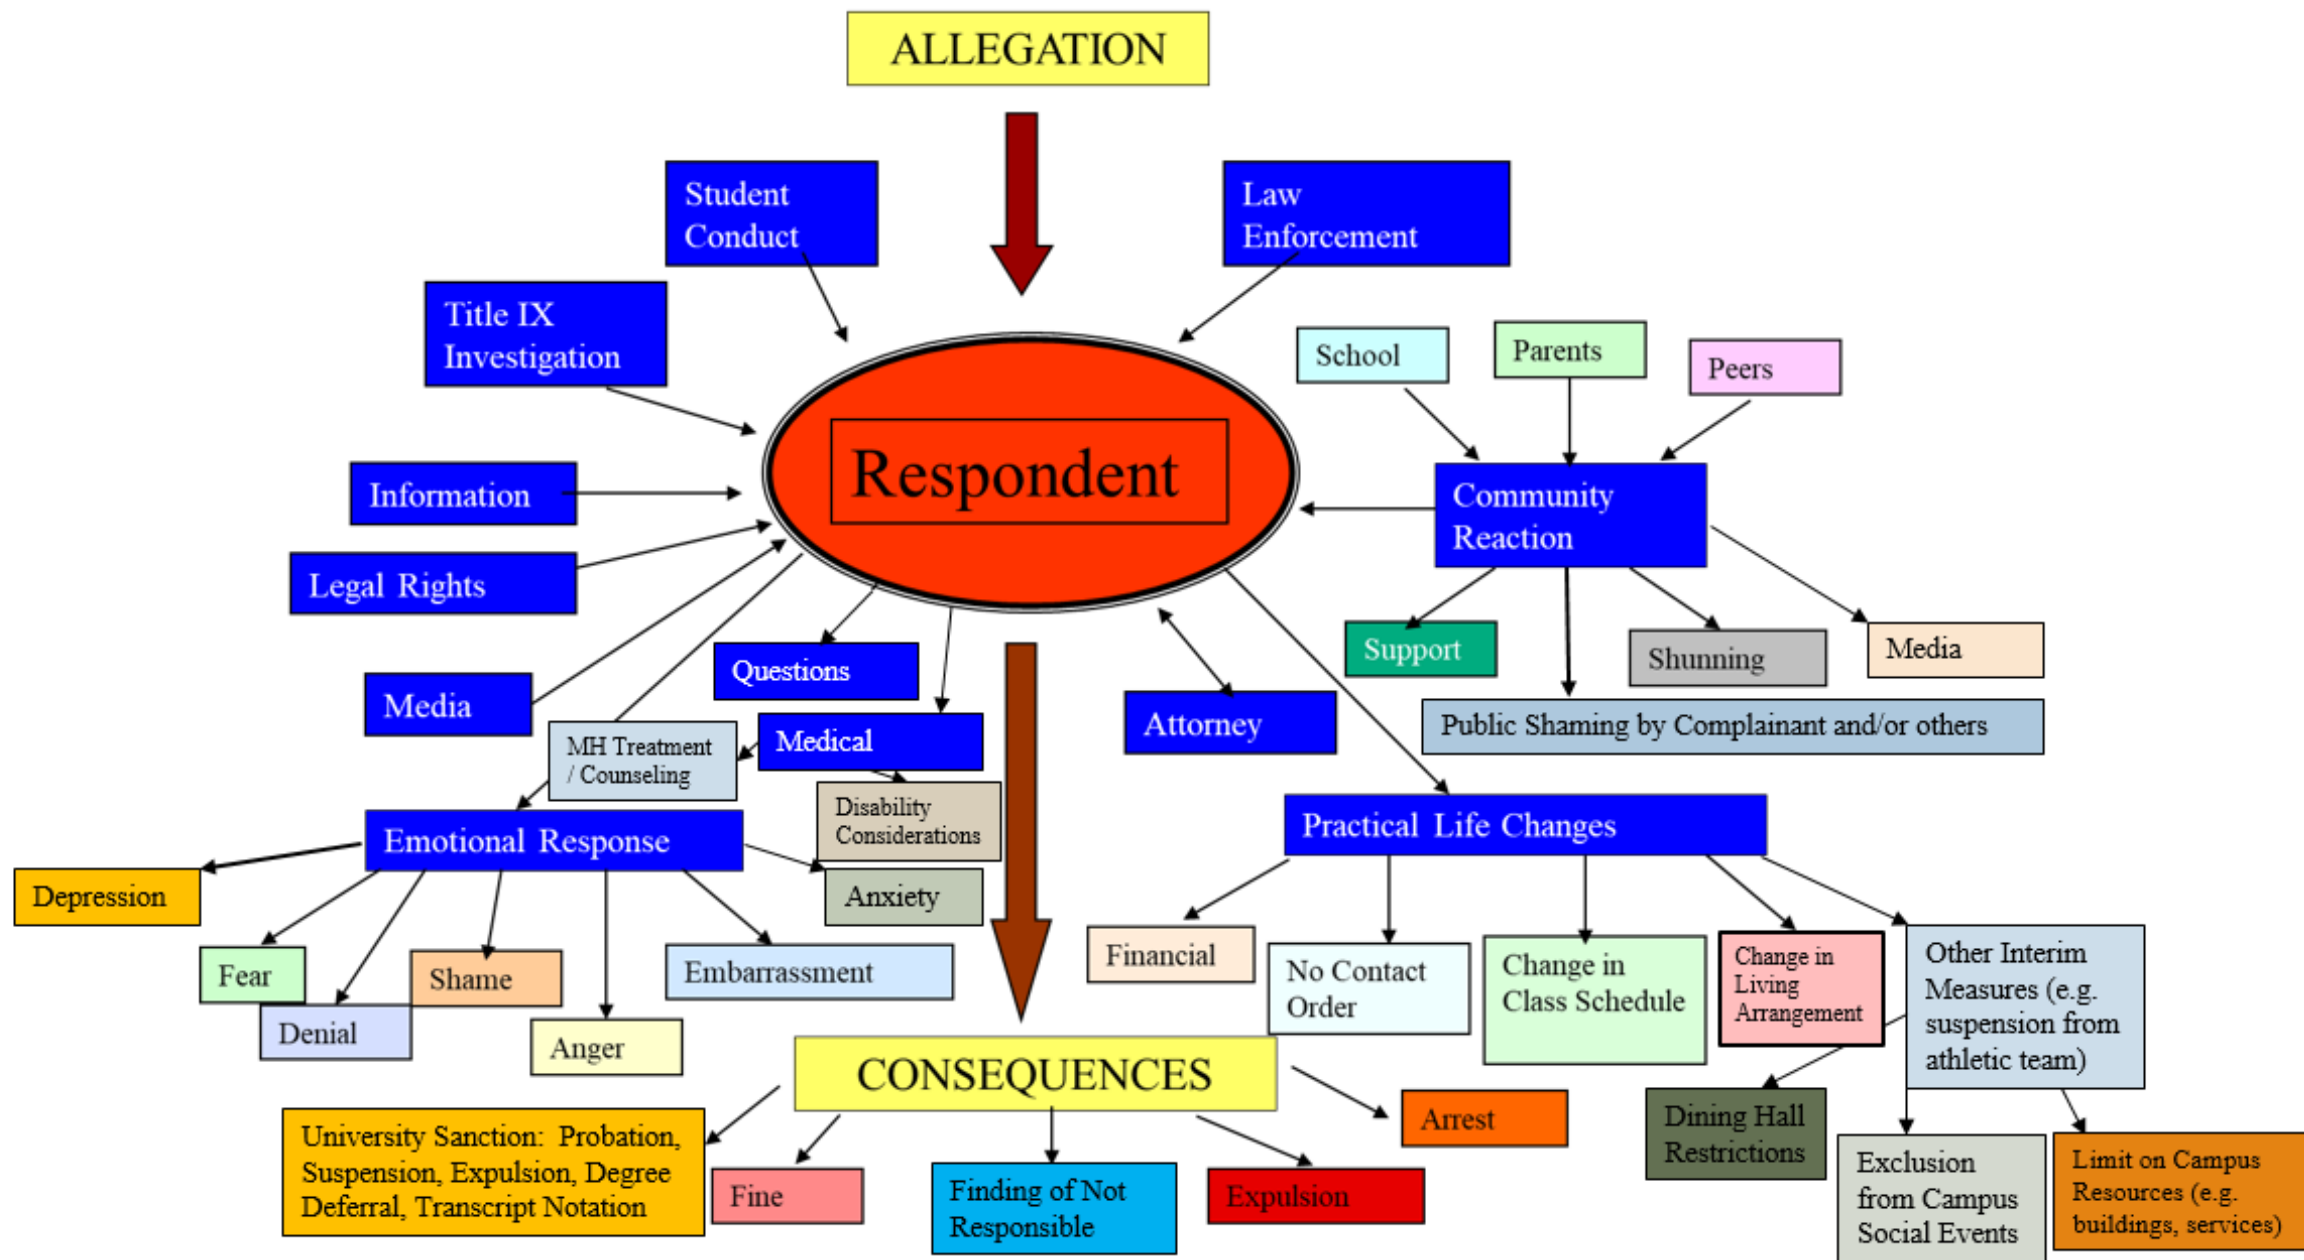 ALLEGATION
Student
Conduct
Law
Enforcement
Title IX
Investigation
School
Parents
Peers
Respondent
Information
Community
Reaction
Legal Rights
Support
Shunning
Media
Questions
Media
Attorney
Public Shaming by Complainant and/or others
MH Treatment
/ Counseling
Medical
Disability
Considerations
Emotional Response
Practical Life Changes
Depression
Anxiety
Fear
Shame
Embarrassment
Denial
Anger
Financial
No Contact
Order
Change in
Class Schedule
Change in
Living
Arrangement
Other Interim
Measures (e.g.
suspension from
athletic team)
CONSEQUENCES
University Sanction: Probation,
Suspension, Expulsion, Degree
Deferral, Transcript Notation
Fine
Finding of Not
Responsible
Expulsion
Arrest
Dining Hall
Restrictions
Exclusion
from Campus
Social Events
Limit on Campus
Resources (e.g.
buildings, services)